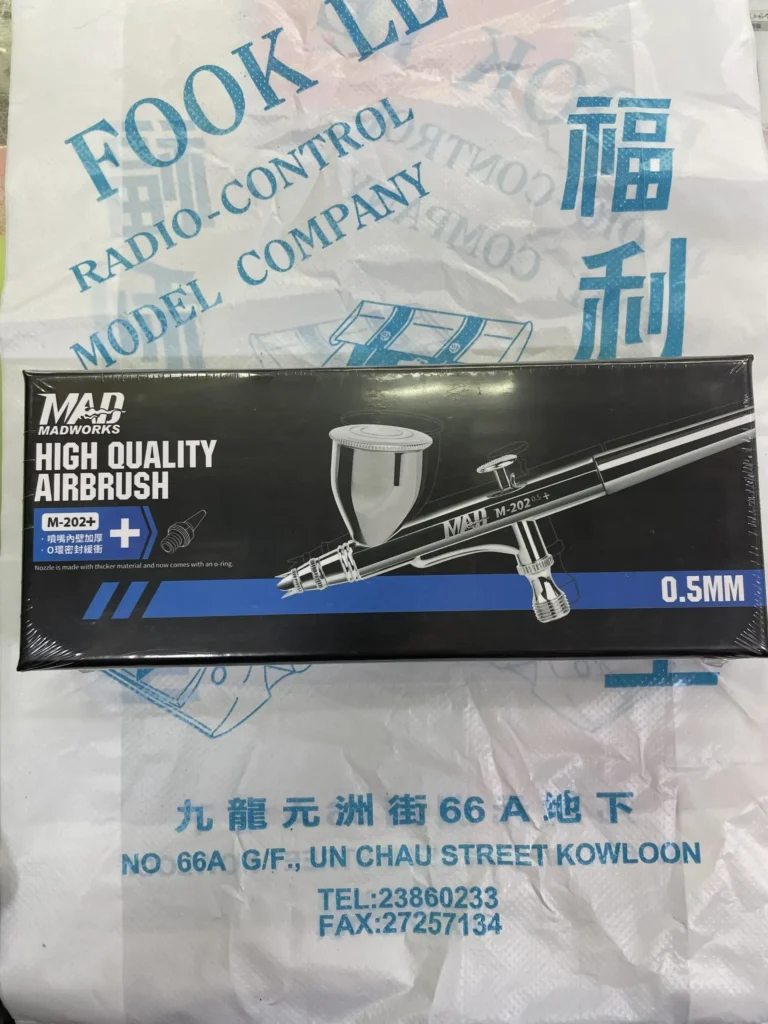 FOOK LE
RADIO-CONTROL
MODEL COMPANY
福利
MAD
MADWORKS
HIGH QUALITY
AIRBRUSH
M-202+
· 噴嘴內壁加厚
· O環密封緩衝
+
Nozzle is made with thicker material and now comes with an o-ring.
MAD M-202 0.5 +
0.5MM
九龍元洲街66A地下
NO 66A G/F., UN CHAU STREET KOWLOON
TEL:23860233
FAX:27257134